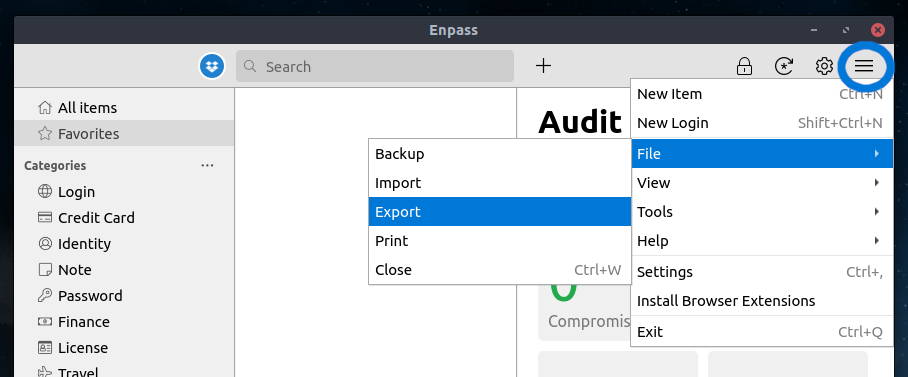 Enpass
Search
All items
Favorites
Categories
Login
Credit Card
Identity
Note
Password
Finance
License
Travel
Audit
Compromis
New Item Ctrl+N
New Login Shift+Ctrl+N
File
View
Tools
Help
Settings Ctrl+,
Install Browser Extensions
Exit Ctrl+Q
Backup
Import
Export
Print
Close Ctrl+W